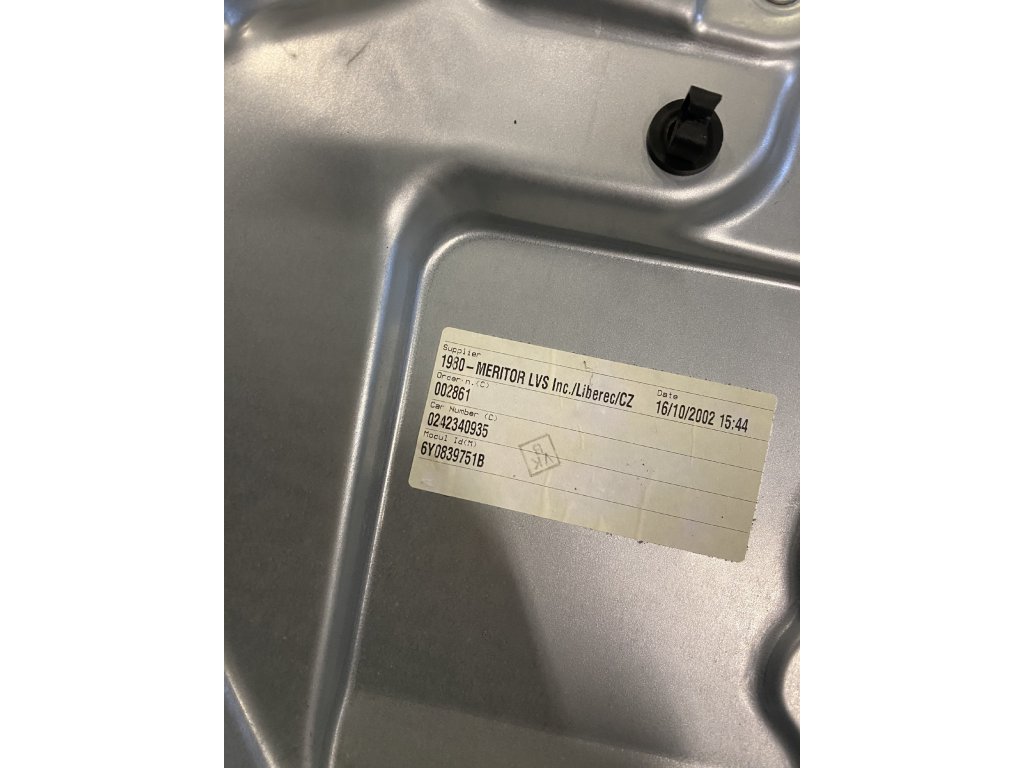 Supplier
1980-MERITOR LVS Inc./Liberec/CZ
Date
16/10/2002 15:44
Order n.(C)
002861
Car Number (C)
0242340935
Modul Id(M)
6Y0839751B